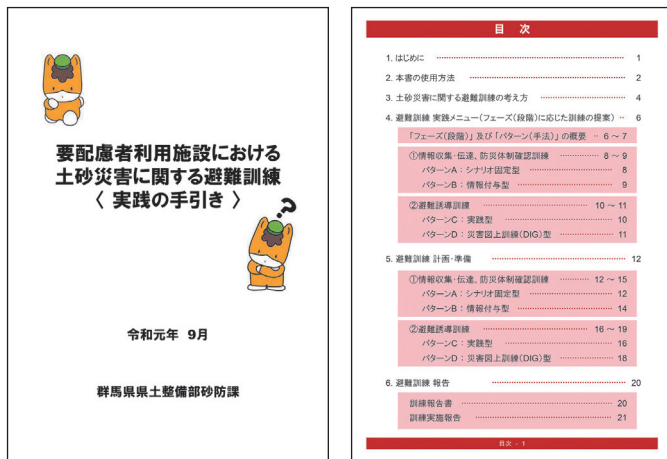 要配慮者利用施設における
土砂災害に関する避難訓練
〈 実践の手引き 〉
?
令和元年 9月
群馬県県土整備部砂防課
目 次
1. はじめに ………… 1
2. 本書の使用方法 ………… 2
3. 土砂災害に関する避難訓練の考え方 ………… 4
4. 避難訓練 実践メニュー(フェーズ(段階)に応じた訓練の提案) ‥ 6
「フェーズ(段階)」及び「パターン(手法)」の概要 ‥ 6 ~ 7
①情報収集・伝達、防災体制確認訓練 ………… 8 ~ 9
パターンA:シナリオ固定型 ………… 8
パターンB:情報付与型 ………… 9
②避難誘導訓練 ………… 10 ~ 11
パターンC:実践型 ………… 10
パターンD:災害図上訓練(DIG)型 ………… 11
5. 避難訓練 計画・準備 ………… 12
①情報収集・伝達、防災体制確認訓練 ………… 12 ~ 15
パターンA:シナリオ固定型 ………… 12
パターンB:情報付与型 ………… 14
②避難誘導訓練 ………… 16 ~ 19
パターンC:実践型 ………… 16
パターンD:災害図上訓練(DIG)型 ………… 18
6. 避難訓練 報告 ………… 20
訓練報告書 ………… 20
訓練実施報告 ………… 21
目次 - 1